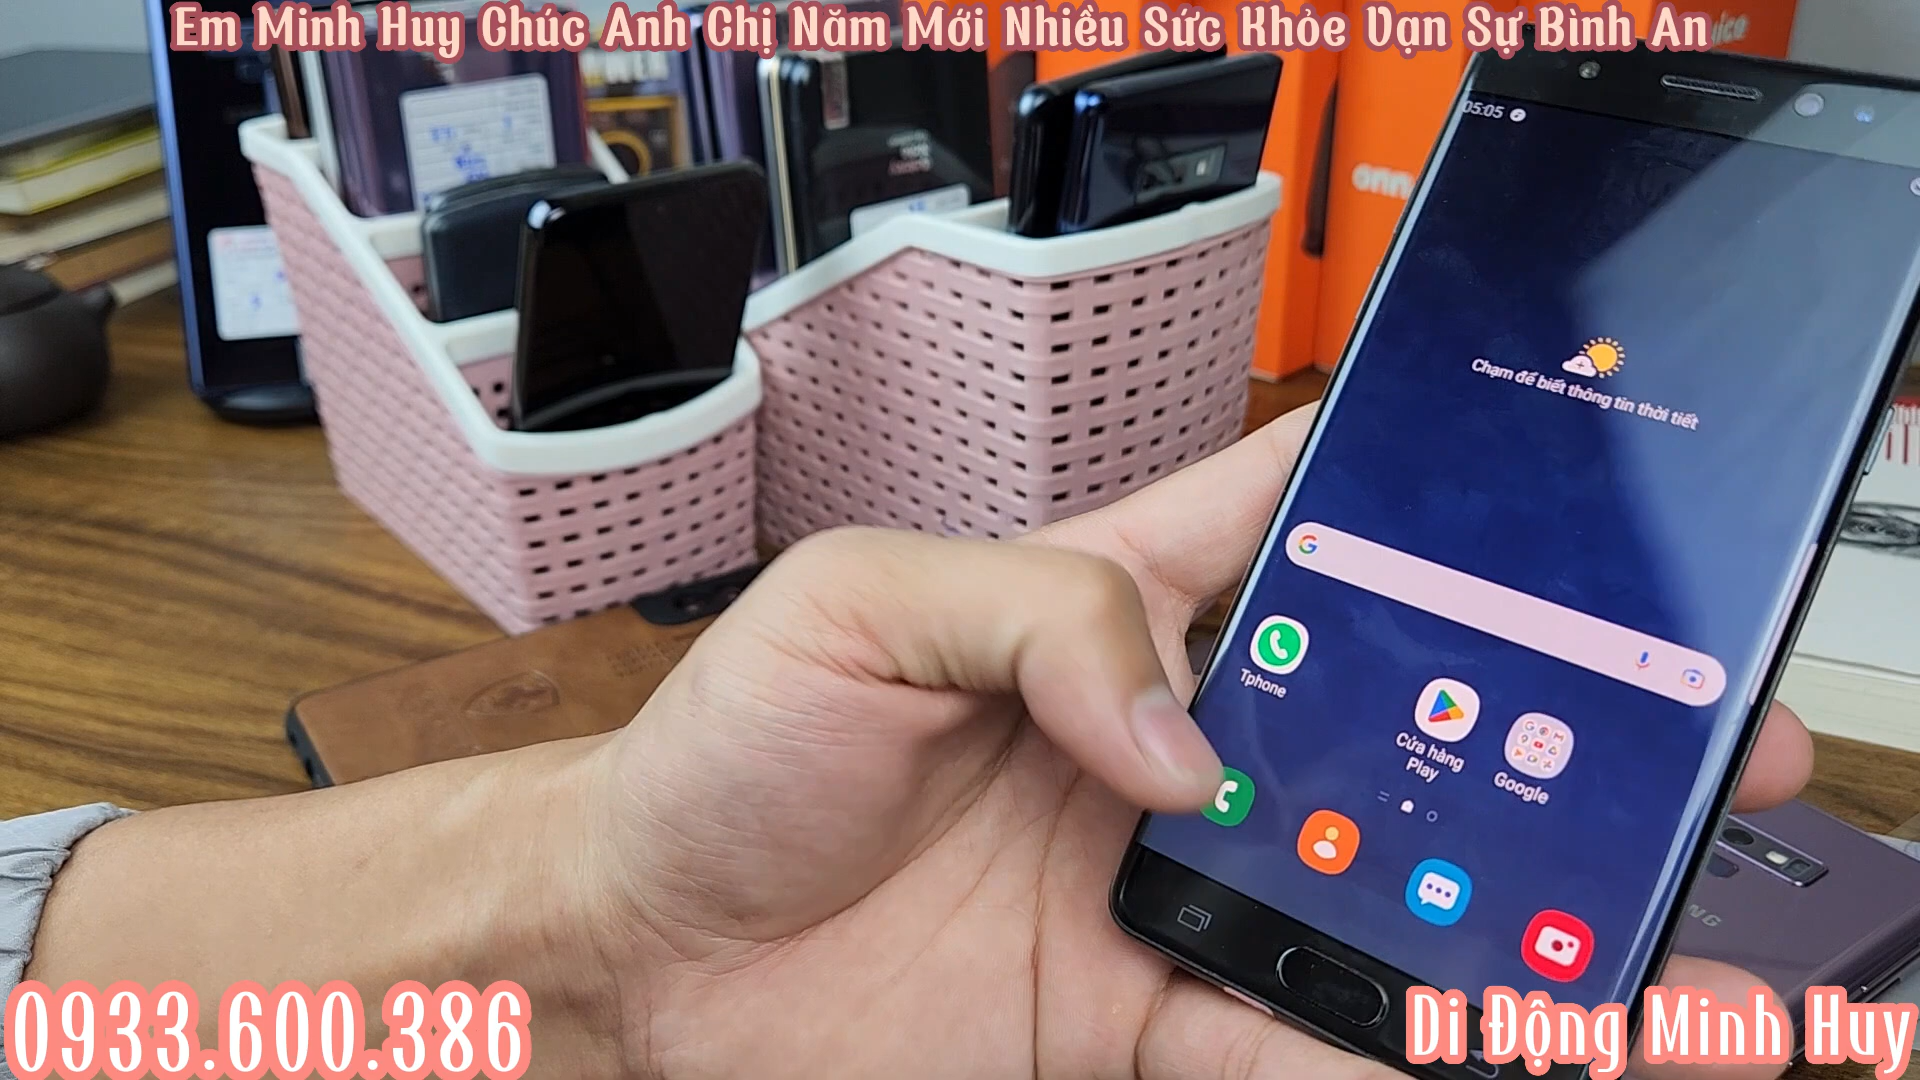 Em Minh Huy Chúc Anh Chị Năm Mới Nhiều Sức Khỏe Vạn Sự Bình An
05:05
Chạm để biết thông tin thời tiết
Tphone
Cửa hàng
Play
Google
0933.600.386
Di Động Minh Huy